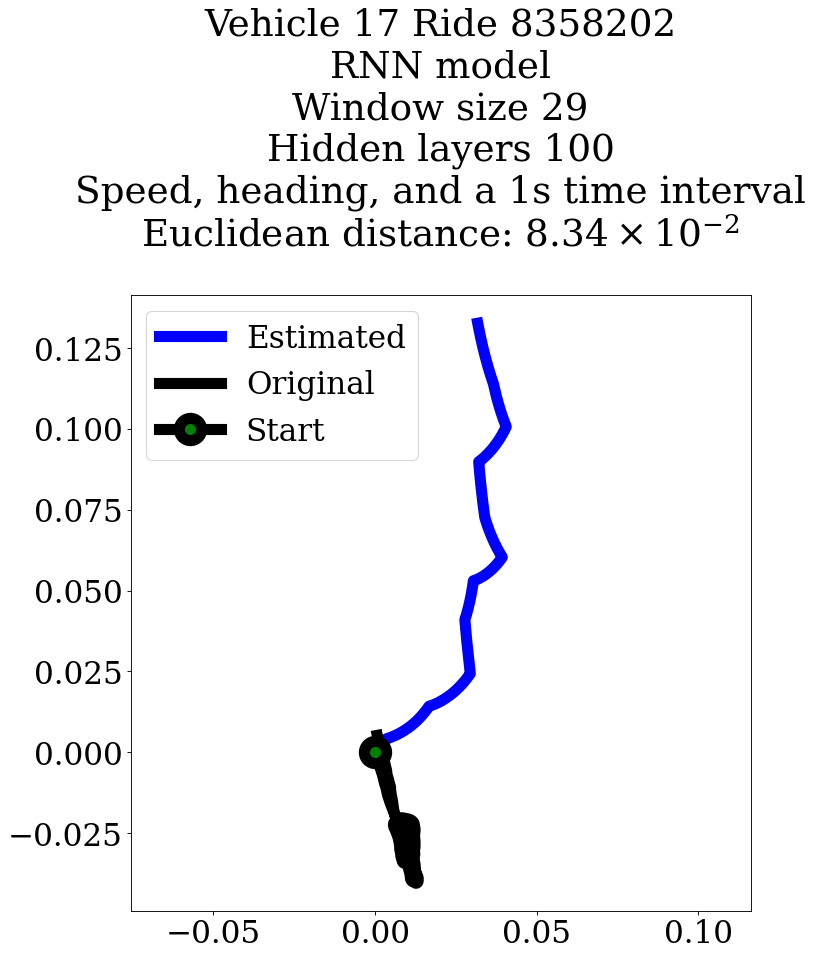 Vehicle 17 Ride 8358202
RNN model
Window size 29
Hidden layers 100
Speed, heading, and a 1s time interval
Euclidean distance: 8.34 × 10⁻²
Estimated
Original
Start
0.125
0.100
0.075
0.050
0.025
0.000
−0.025
−0.05 0.00 0.05 0.10